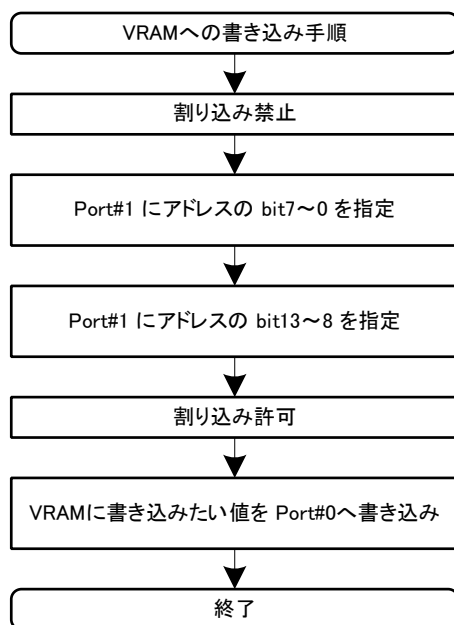 VRAMへの書き込み手順
割り込み禁止
Port#1 にアドレスの bit7～0 を指定
Port#1 にアドレスの bit13～8 を指定
割り込み許可
VRAMに書き込みたい値を Port#0へ書き込み
終了